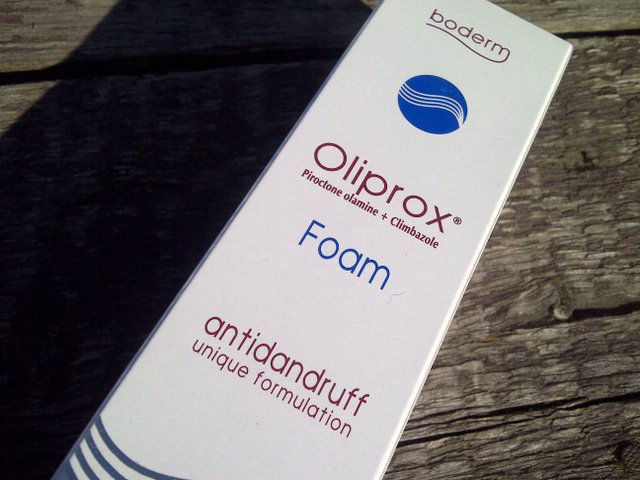 boderm
Oliprox®
Piroctone olamine + Climbazole
Foam
antidandruff
unique formulation